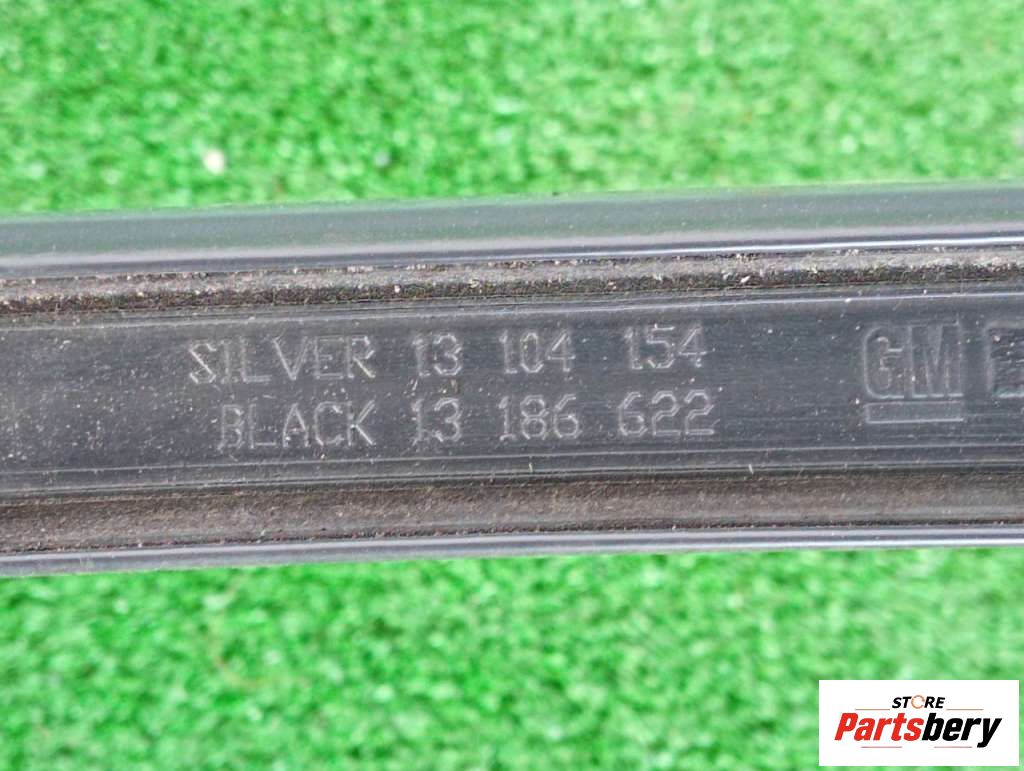 SILVER 13 104 154
BLACK 13 186 622
GM
STORE
Partsbery